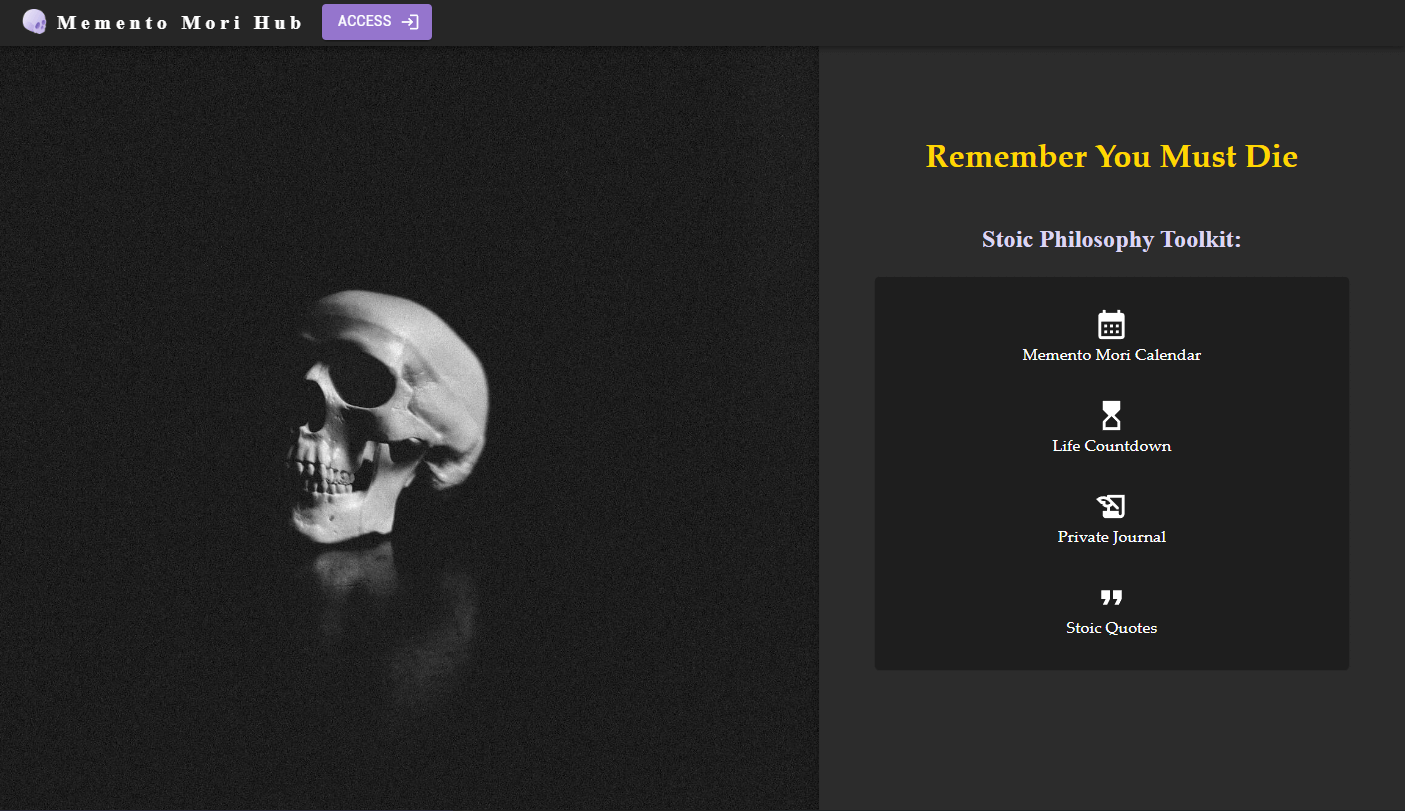 Memento Mori Hub
ACCESS
Remember You Must Die
Stoic Philosophy Toolkit:
Memento Mori Calendar
Life Countdown
Private Journal
Stoic Quotes